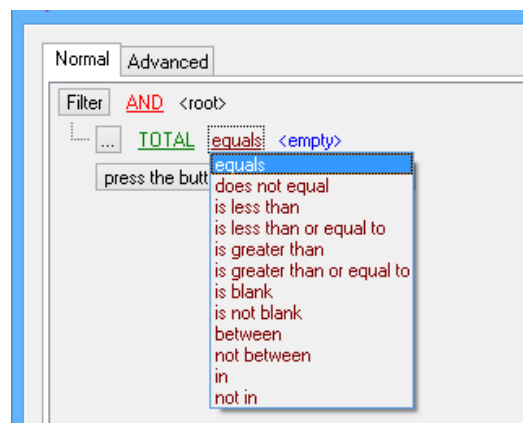 Normal Advanced
Filter AND <root>
... TOTAL equals <empty>
press the butt
equals
does not equal
is less than
is less than or equal to
is greater than
is greater than or equal to
is blank
is not blank
between
not between
in
not in